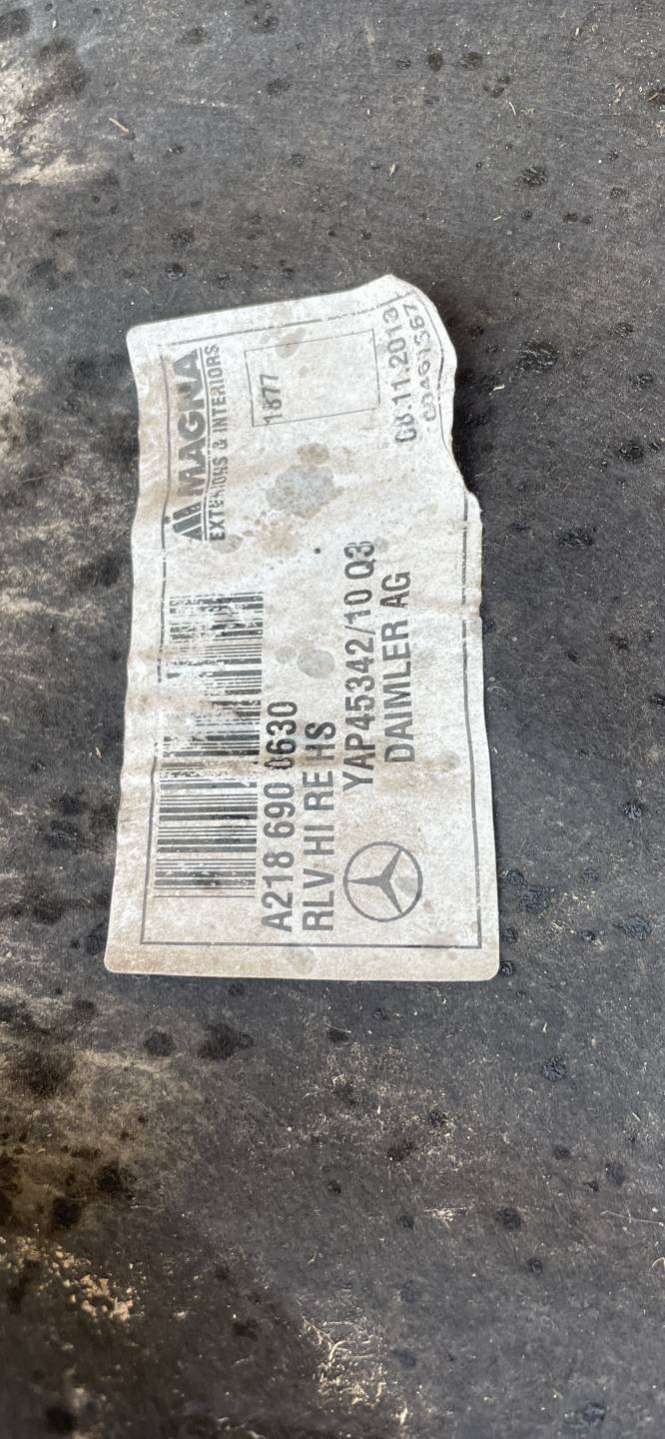 MAGNA
EXTERIORS & INTERIORS
1877
08.11.2013
A218 690 0630
RLV HI RE HS
YAP45342/10 Q3
DAIMLER AG